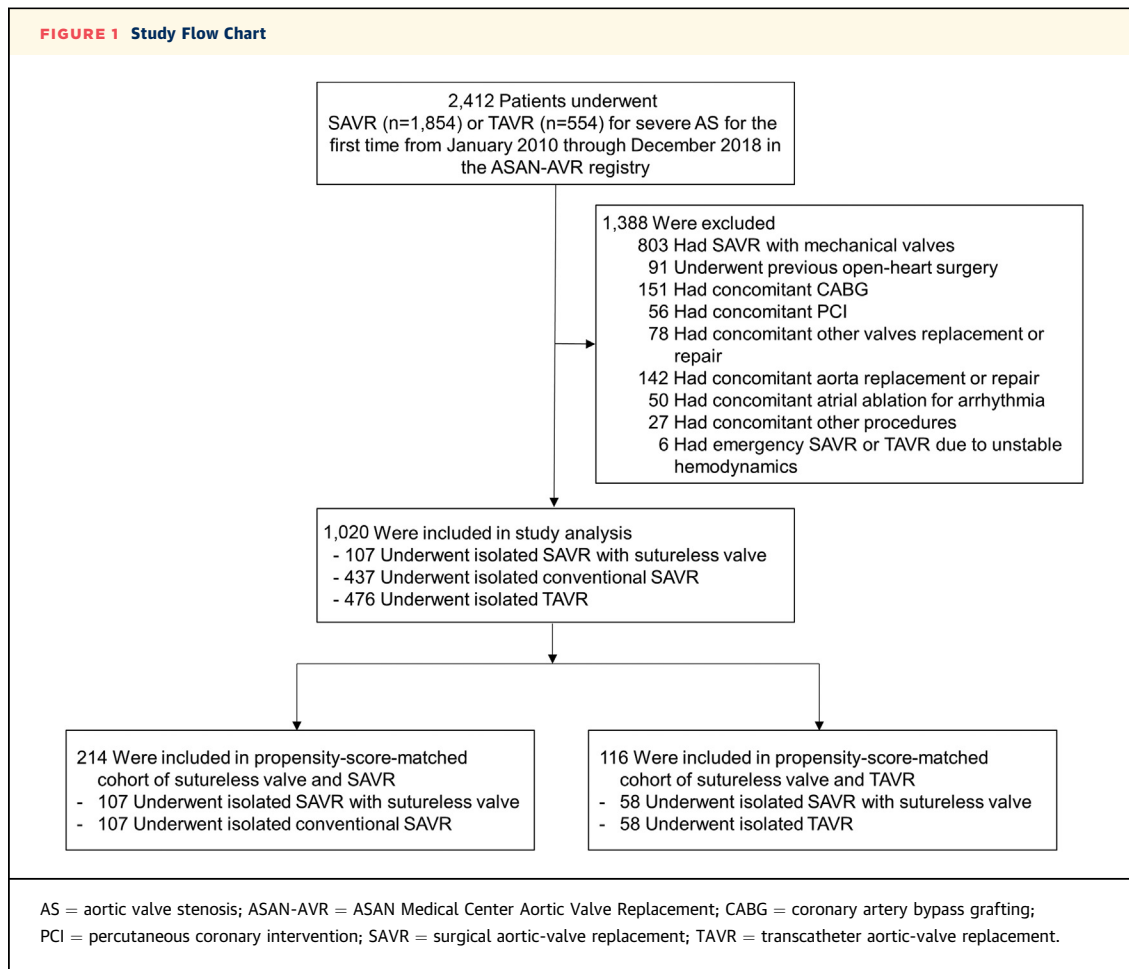 FIGURE 1 Study Flow Chart
2,412 Patients underwent
SAVR (n=1,854) or TAVR (n=554) for severe AS for the
first time from January 2010 through December 2018 in
the ASAN-AVR registry
1,388 Were excluded
803 Had SAVR with mechanical valves
91 Underwent previous open-heart surgery
151 Had concomitant CABG
56 Had concomitant PCI
78 Had concomitant other valves replacement or
repair
142 Had concomitant aorta replacement or repair
50 Had concomitant atrial ablation for arrhythmia
27 Had concomitant other procedures
6 Had emergency SAVR or TAVR due to unstable
hemodynamics
1,020 Were included in study analysis
- 107 Underwent isolated SAVR with sutureless valve
- 437 Underwent isolated conventional SAVR
- 476 Underwent isolated TAVR
214 Were included in propensity-score-matched
cohort of sutureless valve and SAVR
- 107 Underwent isolated SAVR with sutureless valve
- 107 Underwent isolated conventional SAVR
116 Were included in propensity-score-matched
cohort of sutureless valve and TAVR
- 58 Underwent isolated SAVR with sutureless valve
- 58 Underwent isolated TAVR
AS = aortic valve stenosis; ASAN-AVR = ASAN Medical Center Aortic Valve Replacement; CABG = coronary artery bypass grafting;
PCI = percutaneous coronary intervention; SAVR = surgical aortic-valve replacement; TAVR = transcatheter aortic-valve replacement.